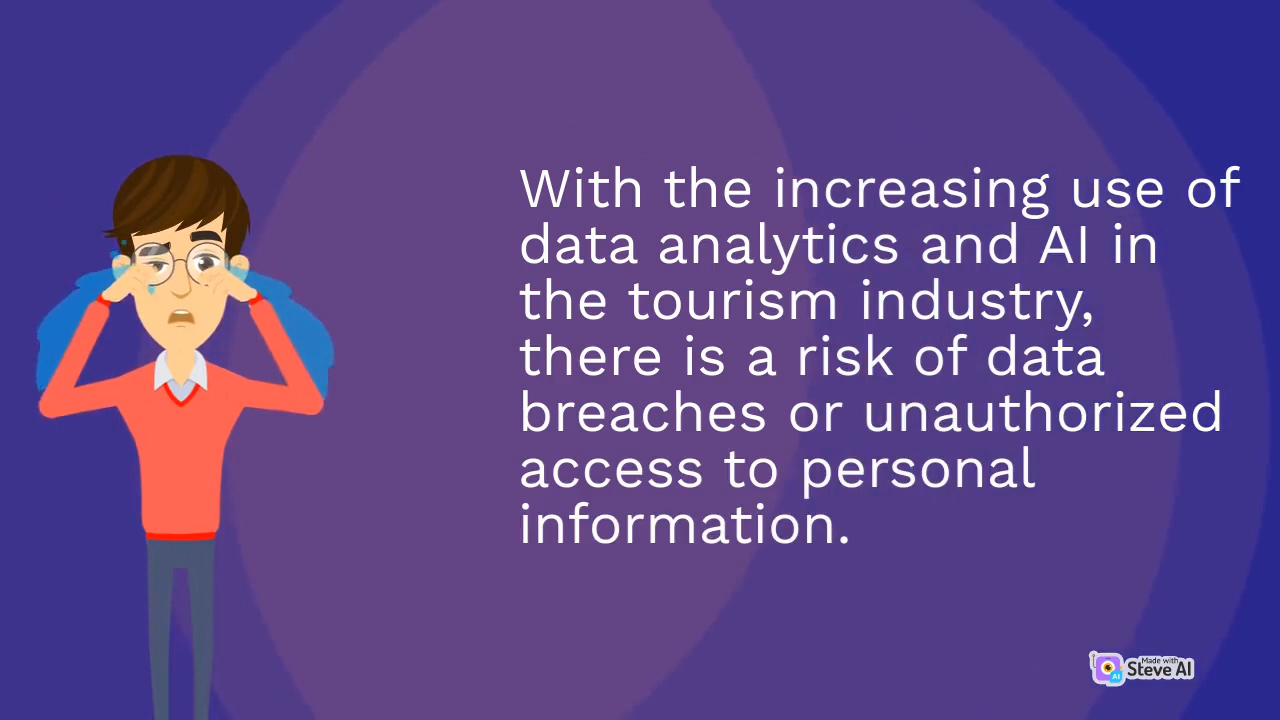 With the increasing use of
data analytics and AI in
the tourism industry,
there is a risk of data
breaches or unauthorized
access to personal
information.
Made with
Steve AI
AI